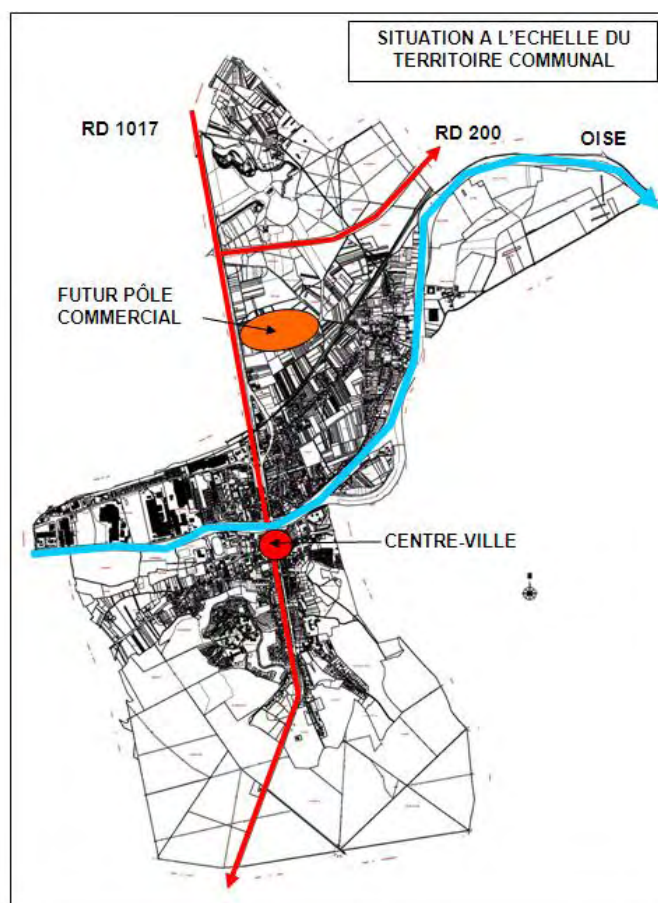 SITUATION A L'ECHELLE DU
TERRITOIRE COMMUNAL
RD 1017
RD 200
OISE
FUTUR PÔLE
COMMERCIAL
CENTRE-VILLE